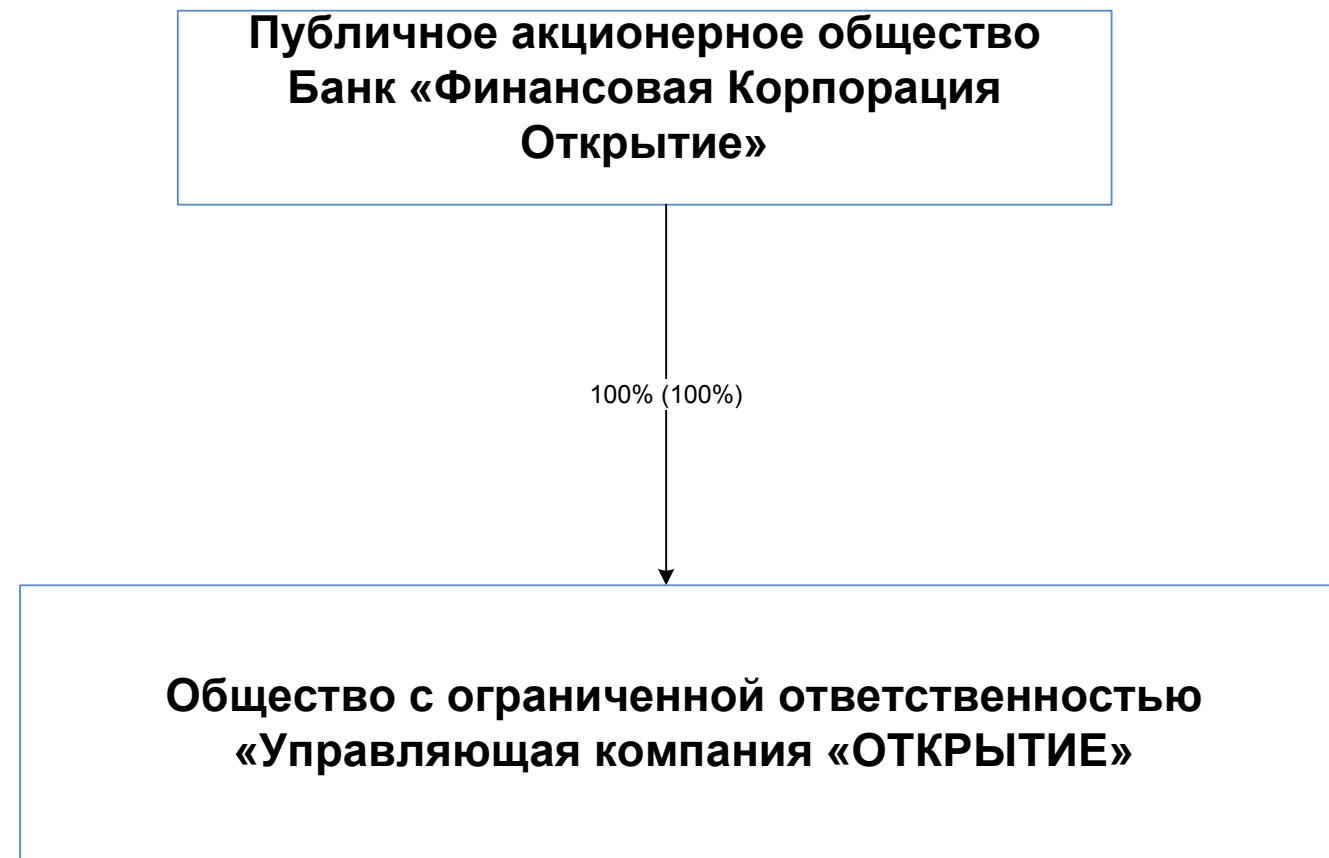 Публичное акционерное общество
Банк «Финансовая Корпорация
Открытие»
100% (100%)
Общество с ограниченной ответственностью
«Управляющая компания «ОТКРЫТИЕ»